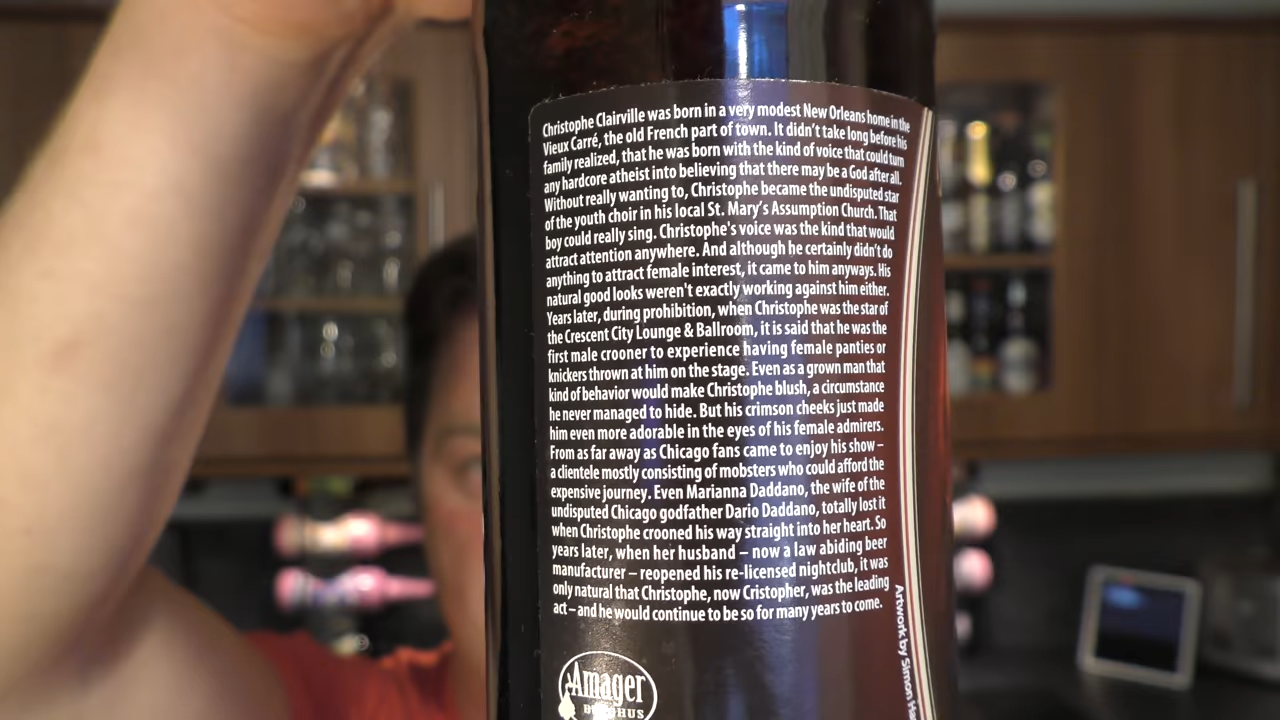 Christophe Clairville was born in a very modest New Orleans home in the
Vieux Carré, the old French part of town. It didn't take long before his
family realized, that he was born with the kind of voice that could turn
any hardcore atheist into believing that there may be a God after all.
Without really wanting to, Christophe became the undisputed star
of the youth choir in his local St. Mary's Assumption Church. That
boy could really sing. Christophe's voice was the kind that would
attract attention anywhere. And although he certainly didn't do
anything to attract female interest, it came to him anyways. His
natural good looks weren't exactly working against him either.
Years later, during prohibition, when Christophe was the star of
the Crescent City Lounge & Ballroom, it is said that he was the
first male crooner to experience having female panties or
knickers thrown at him on the stage. Even as a grown man that
kind of behavior would make Christophe blush, a circumstance
he never managed to hide. But his crimson cheeks just made
him even more adorable in the eyes of his female admirers.
From as far away as Chicago fans came to enjoy his show –
a clientele mostly consisting of mobsters who could afford the
expensive journey. Even Marianna Daddano, the wife of the
undisputed Chicago godfather Dario Daddano, totally lost it
when Christophe crooned his way straight into her heart. So
years later, when her husband – now a law abiding beer
manufacturer – reopened his re-licensed nightclub, it was
only natural that Christophe, now Cristopher, was the leading
act – and he would continue to be so for many years to come.
Artwork by Simon
Amager